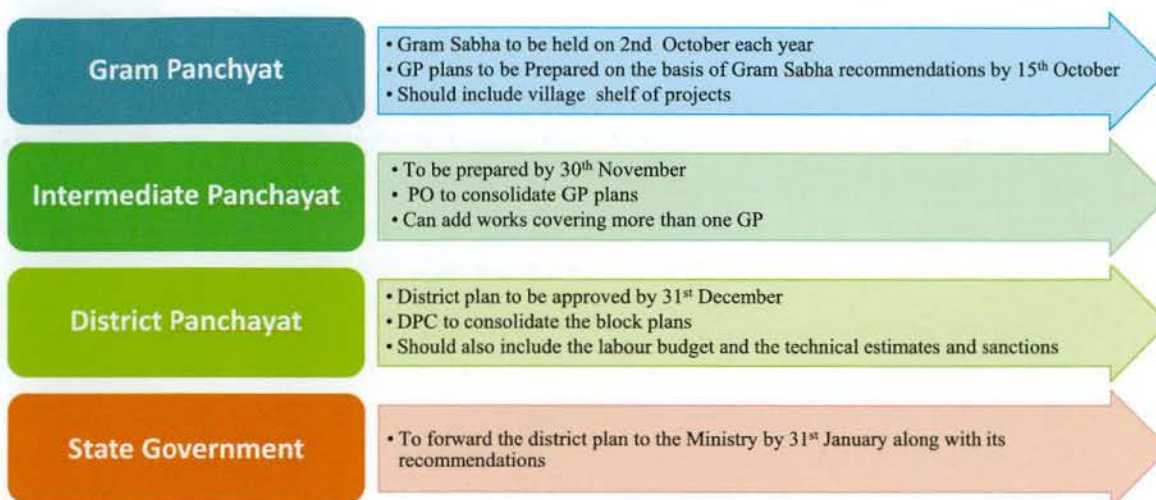 Gram Panchyat
• Gram Sabha to be held on 2nd October each year
• GP plans to be Prepared on the basis of Gram Sabha recommendations by 15th October
• Should include village shelf of projects
Intermediate Panchayat
• To be prepared by 30th November
• PO to consolidate GP plans
• Can add works covering more than one GP
District Panchayat
• District plan to be approved by 31st December
• DPC to consolidate the block plans
• Should also include the labour budget and the technical estimates and sanctions
State Government
• To forward the district plan to the Ministry by 31st January along with its
recommendations